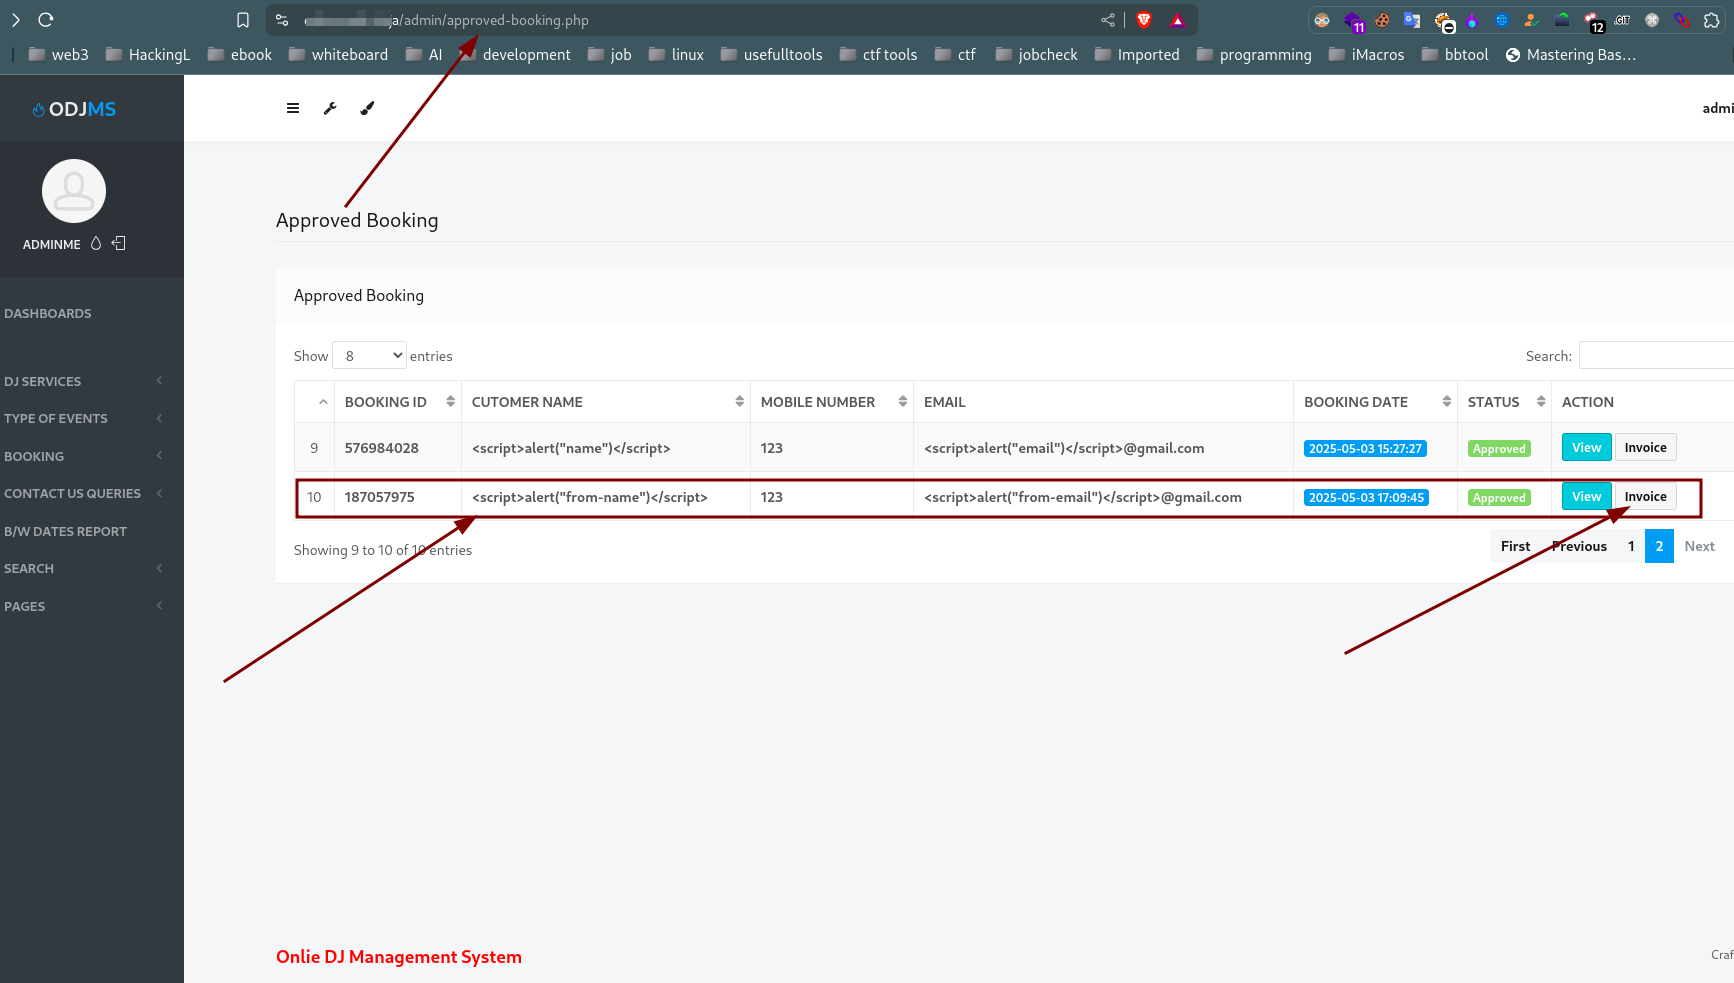 ja/admin/approved-booking.php
11
12
.GIT
web3 HackingL ebook whiteboard AI development job linux usefulltools ctf tools ctf jobcheck Imported programming iMacros bbtool Mastering Bas...
ODJMS
admi
ADMINME
DASHBOARDS
DJ SERVICES
TYPE OF EVENTS
BOOKING
CONTACT US QUERIES
B/W DATES REPORT
SEARCH
PAGES
Approved Booking
Approved Booking
Show 8 entries
Search:
BOOKING ID CUTOMER NAME MOBILE NUMBER EMAIL BOOKING DATE STATUS ACTION
9 576984028 <script>alert("name")</script> 123 <script>alert("email")</script>@gmail.com 2025-05-03 15:27:27 Approved View Invoice
10 187057975 <script>alert("from-name")</script> 123 <script>alert("from-email")</script>@gmail.com 2025-05-03 17:09:45 Approved View Invoice
Showing 9 to 10 of 10 entries
First Previous 1 2 Next
Onlie DJ Management System
Craf